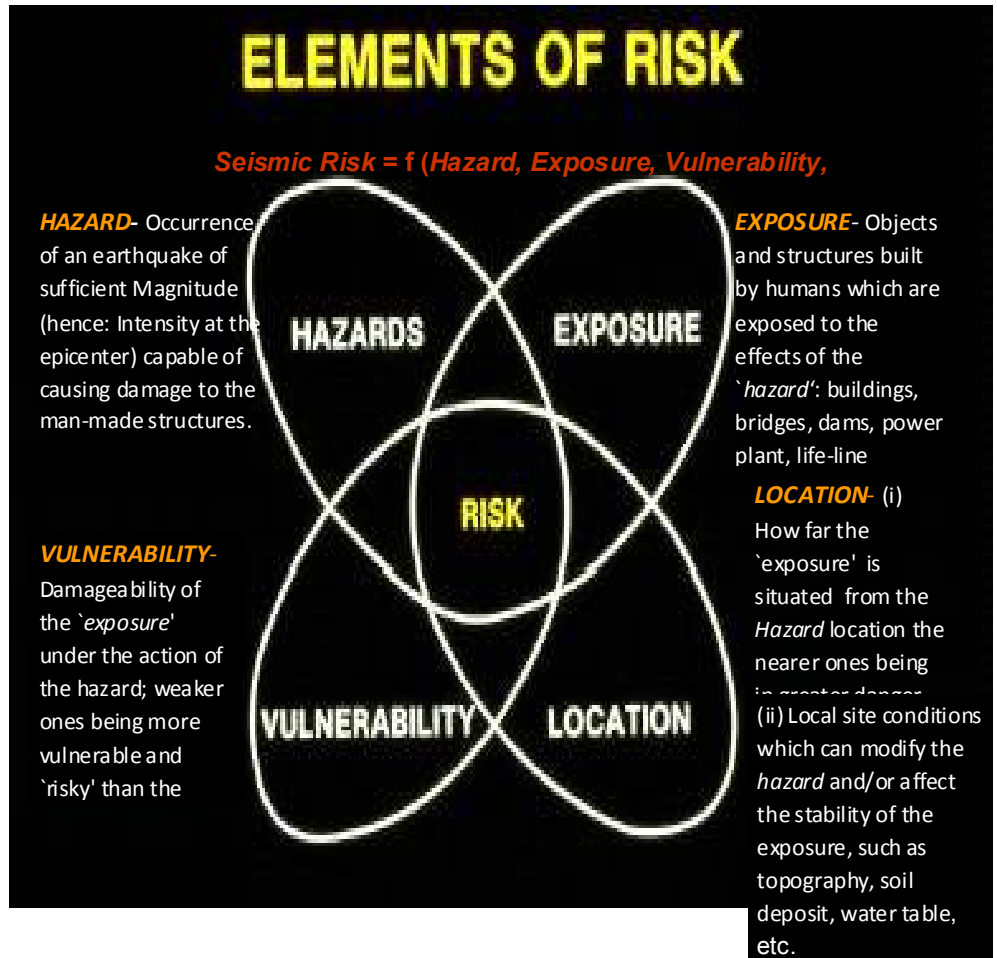 ELEMENTS OF RISK
Seismic Risk = f (Hazard, Exposure, Vulnerability,
HAZARD- Occurrence
of an earthquake of
sufficient Magnitude
(hence: Intensity at the
epicenter) capable of
causing damage to the
man-made structures.
EXPOSURE- Objects
and structures built
by humans which are
exposed to the
effects of the
`hazard‘: buildings,
bridges, dams, power
plant, life-line
HAZARDS
EXPOSURE
RISK
VULNERABILITY
LOCATION
VULNERABILITY-
Damageability of
the `exposure'
under the action of
the hazard; weaker
ones being more
vulnerable and
`risky' than the
LOCATION- (i)
How far the
`exposure' is
situated from the
Hazard location the
nearer ones being
in greater danger
(ii) Local site conditions
which can modify the
hazard and/or affect
the stability of the
exposure, such as
topography, soil
deposit, water table,
etc.